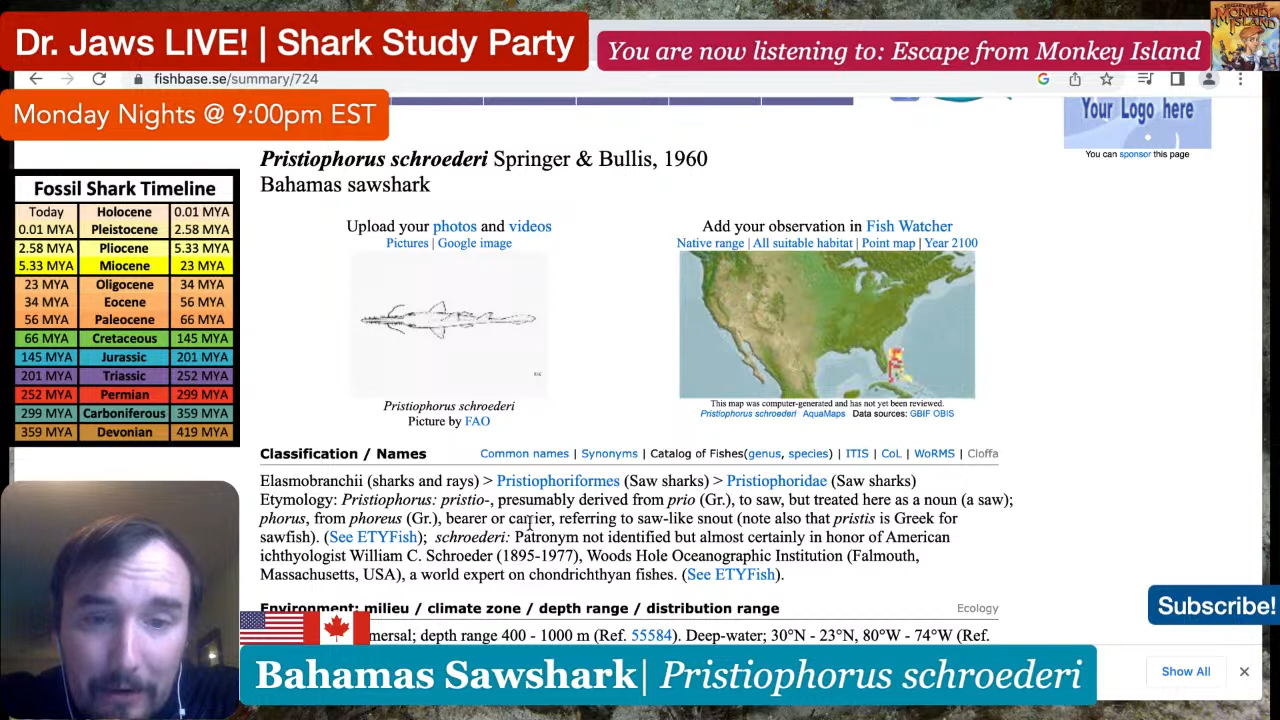 Dr. Jaws LIVE! | Shark Study Party
You are now listening to: Escape from Monkey Island
MONKEY
ISLAND
fishbase.se/summary/724
Monday Nights @ 9:00pm EST
Your Logo here
You can sponsor this page
Pristiophorus schroederi Springer & Bullis, 1960
Bahamas sawshark
Fossil Shark Timeline
Today Holocene 0.01 MYA
0.01 MYA Pleistocene 2.58 MYA
2.58 MYA Pliocene 5.33 MYA
5.33 MYA Miocene 23 MYA
23 MYA Oligocene 34 MYA
34 MYA Eocene 56 MYA
56 MYA Paleocene 66 MYA
66 MYA Cretaceous 145 MYA
145 MYA Jurassic 201 MYA
201 MYA Triassic 252 MYA
252 MYA Permian 299 MYA
299 MYA Carboniferous 359 MYA
359 MYA Devonian 419 MYA
Upload your photos and videos
Pictures | Google image
Pristiophorus schroederi
Picture by FAO
Add your observation in Fish Watcher
Native range | All suitable habitat | Point map | Year 2100
This map was computer-generated and has not yet been reviewed.
Pristiophorus schroederi AquaMaps Data sources: GBIF OBIS
Classification / Names Common names | Synonyms | Catalog of Fishes(genus, species) | ITIS | CoL | WoRMS | Cloffa
Elasmobranchii (sharks and rays) > Pristiophoriformes (Saw sharks) > Pristiophoridae (Saw sharks)
Etymology: Pristiophorus: pristio-, presumably derived from prio (Gr.), to saw, but treated here as a noun (a saw);
phorus, from phoreus (Gr.), bearer or carrier, referring to saw-like snout (note also that pristis is Greek for
sawfish). (See ETYFish); schroederi: Patronym not identified but almost certainly in honor of American
ichthyologist William C. Schroeder (1895-1977), Woods Hole Oceanographic Institution (Falmouth,
Massachusetts, USA), a world expert on chondrichthyan fishes. (See ETYFish).
Environment: milieu / climate zone / depth range / distribution range Ecology
mersal; depth range 400 - 1000 m (Ref. 55584). Deep-water; 30°N - 23°N, 80°W - 74°W (Ref.
Subscribe!
Bahamas Sawshark| Pristiophorus schroederi
Show All